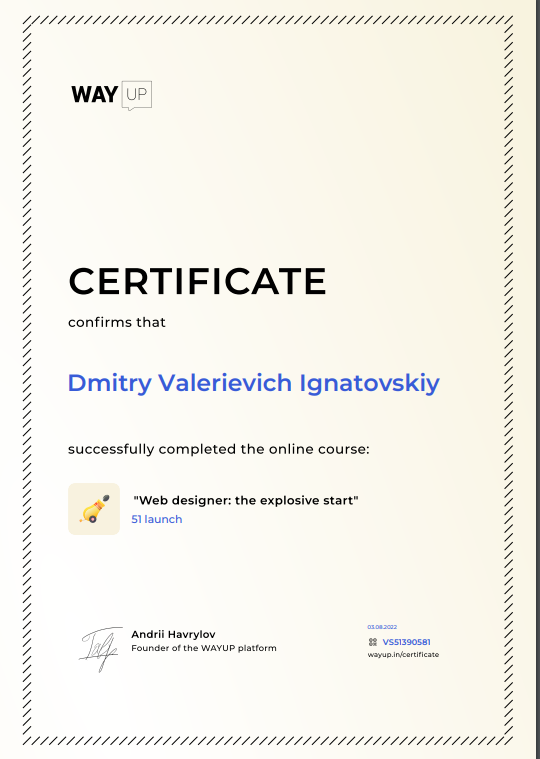 WAY UP
CERTIFICATE
confirms that
Dmitry Valerievich Ignatovskiy
successfully completed the online course:
"Web designer: the explosive start"
51 launch
Andrii Havrylov
Founder of the WAYUP platform
03.08.2022
VS51390581
wayup.in/certificate